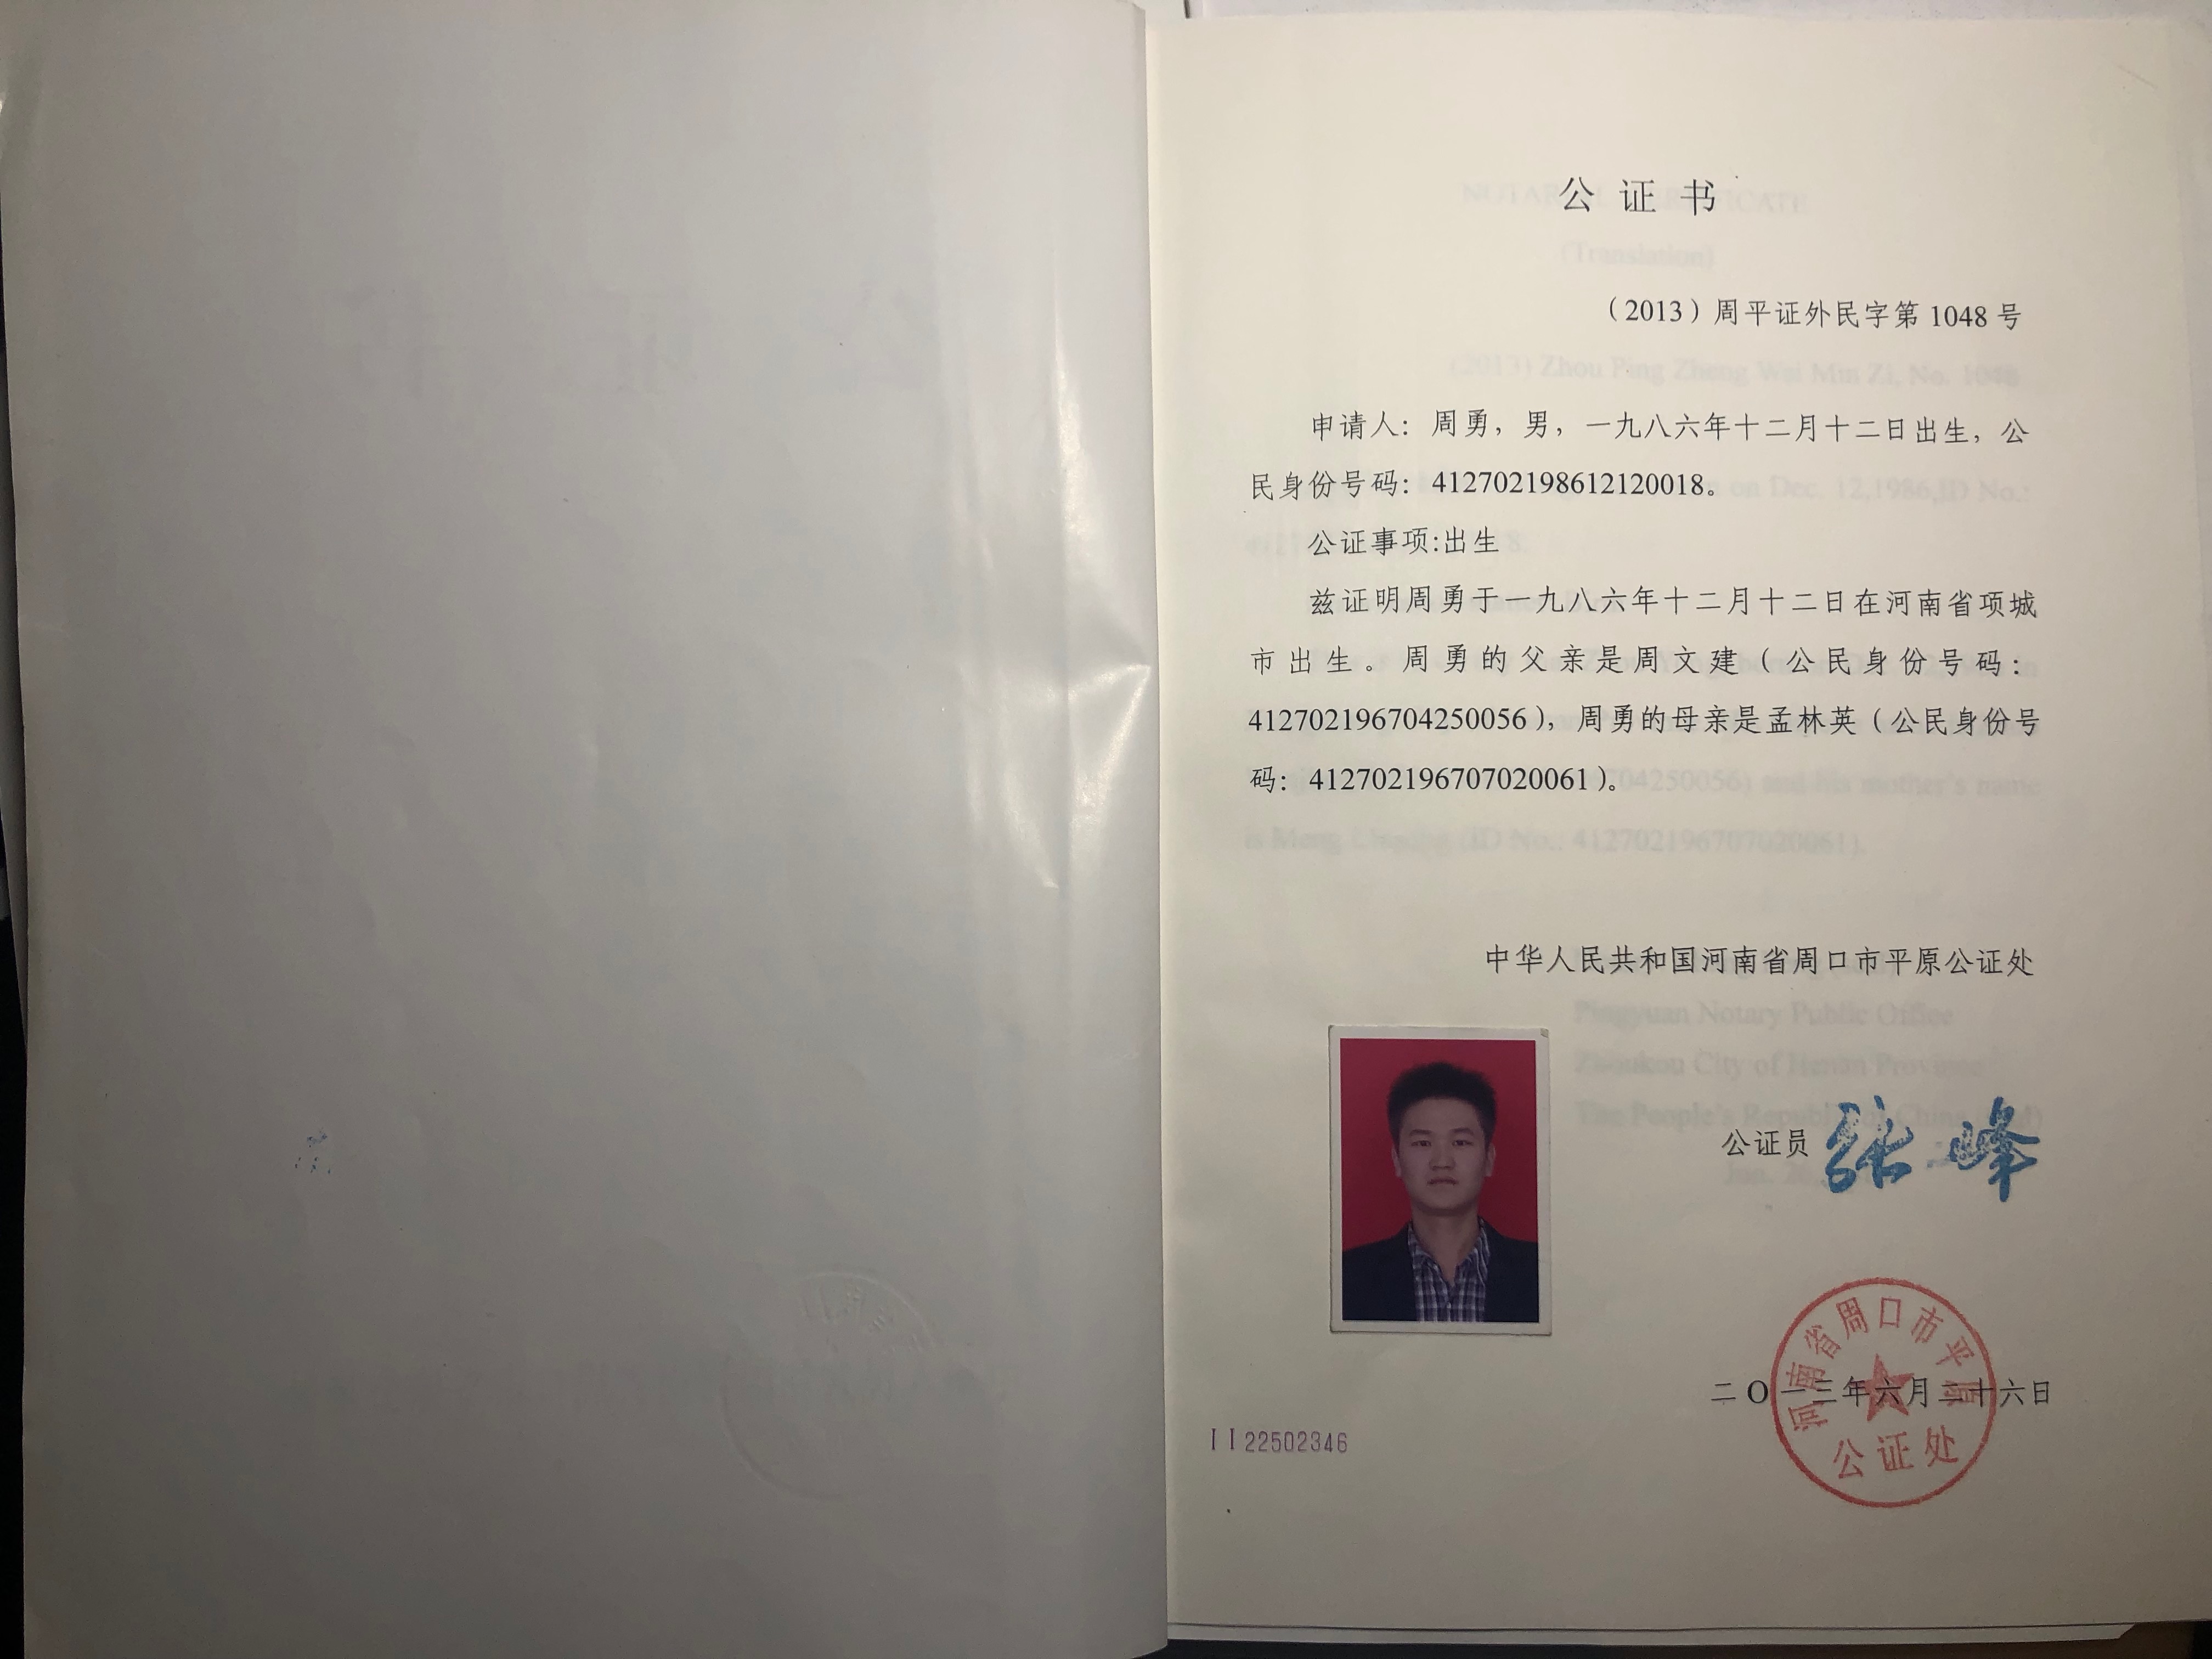 公证书
（2013）周平证外民字第 1048 号
申请人：周勇，男，一九八六年十二月十二日出生，公
民身份号码：412702198612120018。
公证事项:出生
兹证明周勇于一九八六年十二月十二日在河南省项城
市出生。周勇的父亲是周文建（公民身份号码：
412702196704250056），周勇的母亲是孟林英（公民身份号
码：412702196707020061）。
中华人民共和国河南省周口市平原公证处
公证员 张峰
二O一三年六月二十六日
河南省周口市平原
公证处
II22502346